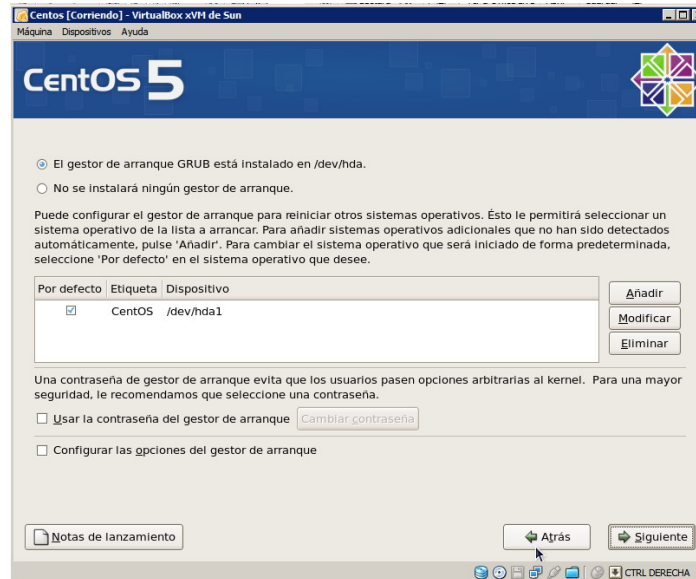 Centos [Corriendo] - VirtualBox xVM de Sun
Máquina Dispositivos Ayuda
CentOS 5
El gestor de arranque GRUB está instalado en /dev/hda.
No se instalará ningún gestor de arranque.
Puede configurar el gestor de arranque para reiniciar otros sistemas operativos. Ésto le permitirá seleccionar un
sistema operativo de la lista a arrancar. Para añadir sistemas operativos adicionales que no han sido detectados
automáticamente, pulse 'Añadir'. Para cambiar el sistema operativo que será iniciado de forma predeterminada,
seleccione 'Por defecto' en el sistema operativo que desee.
Por defecto Etiqueta Dispositivo
CentOS /dev/hda1
Añadir
Modificar
Eliminar
Una contraseña de gestor de arranque evita que los usuarios pasen opciones arbitrarias al kernel. Para una mayor
seguridad, le recomendamos que seleccione una contraseña.
Usar la contraseña del gestor de arranque Cambiar contraseña
Configurar las opciones del gestor de arranque
Notas de lanzamiento Atrás Siguiente
CTRL DERECHA